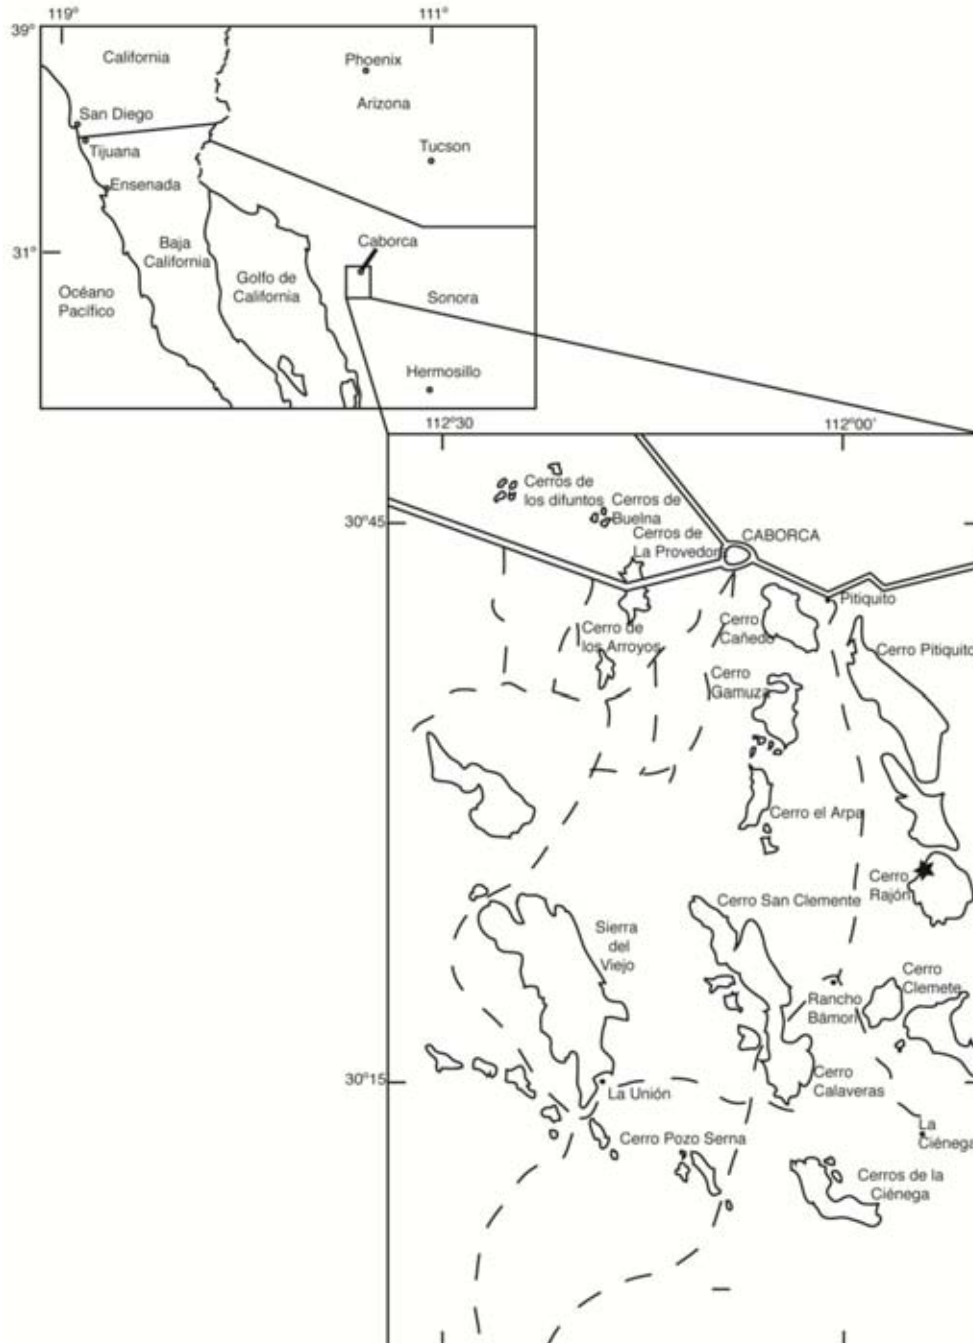 119°
111°
39°
California
Phoenix
Arizona
San Diego
Tijuana
Tucson
Ensenada
31°
Baja
California
Caborca
Golfo de
California
Océano
Pacífico
Sonora
Hermosillo
112°30
112°00'
Cerros de
los difuntos
Cerros de
Buelna
30°45
Cerros de
La Provedora
CABORCA
Pitiquito
Cerro de
los Arroyos
Cerro
Cañedo
Cerro Pitiquito
Cerro
Gamuza
Cerro el Arpa
Cerro
Rajón
Cerro San Clemente
Sierra
del
Viejo
Cerro
Clemete
Rancho
Bámori
30°15
La Unión
Cerro
Calaveras
La
Ciénega
Cerro Pozo Serna
Cerros de la
Ciénega